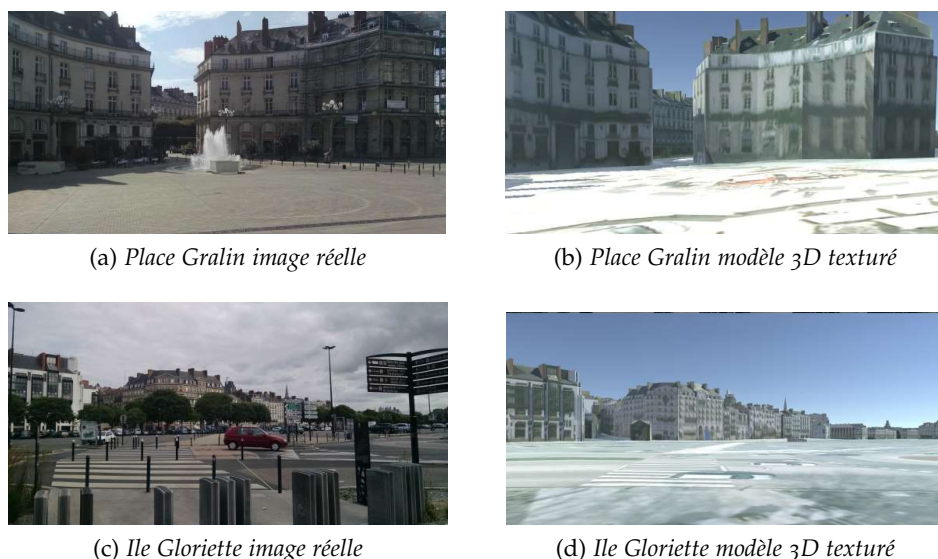 (a) Place Gralin image réelle
(b) Place Gralin modèle 3D texturé
(c) Ile Gloriette image réelle
(d) Ile Gloriette modèle 3D texturé